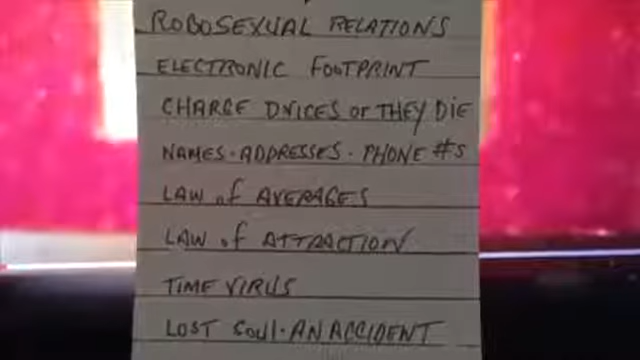 ROBOSEXUAL RELATIONS
ELECTRONIC FOOTPRINT
CHARGE DVICES or THEY DiE
NAMES · ADDRESSES · PHONE #s
LAW of AVERAGES
LAW of ATTRACTION
TIME VIRUS
LOST SOUL · AN ACCIDENT